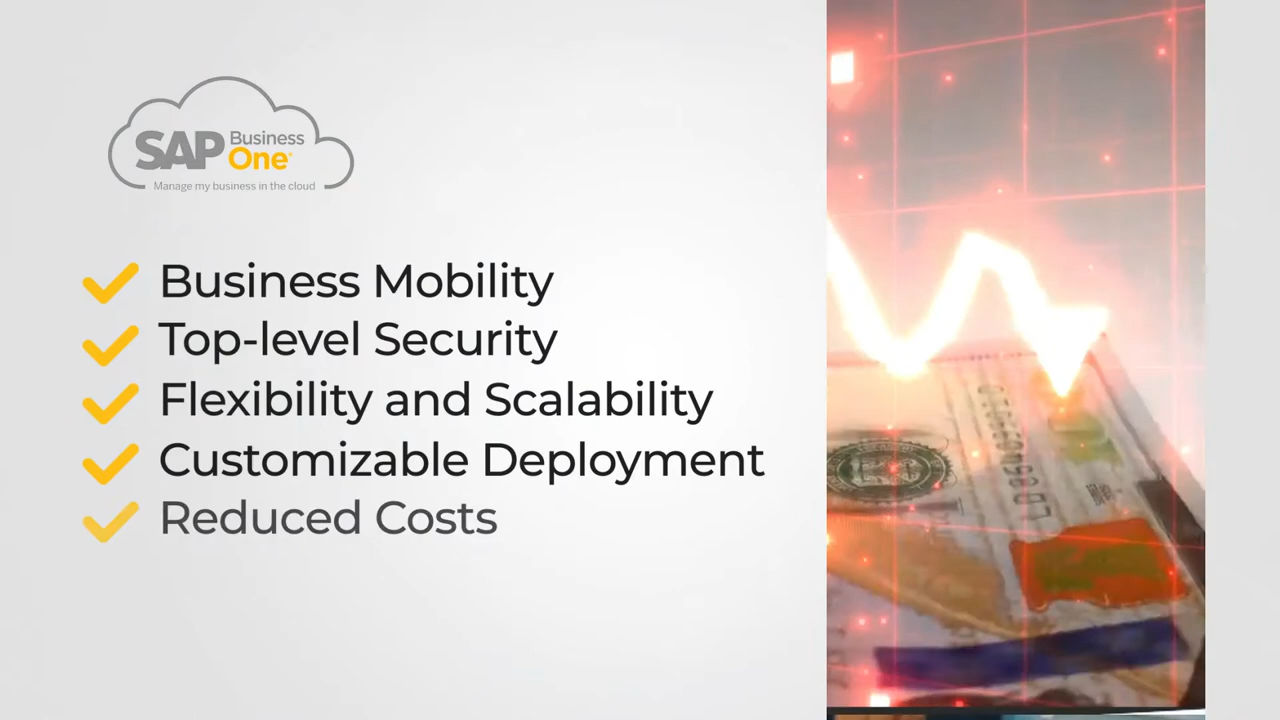 SAP Business One
Manage my business in the cloud
Business Mobility
Top-level Security
Flexibility and Scalability
Customizable Deployment
Reduced Costs